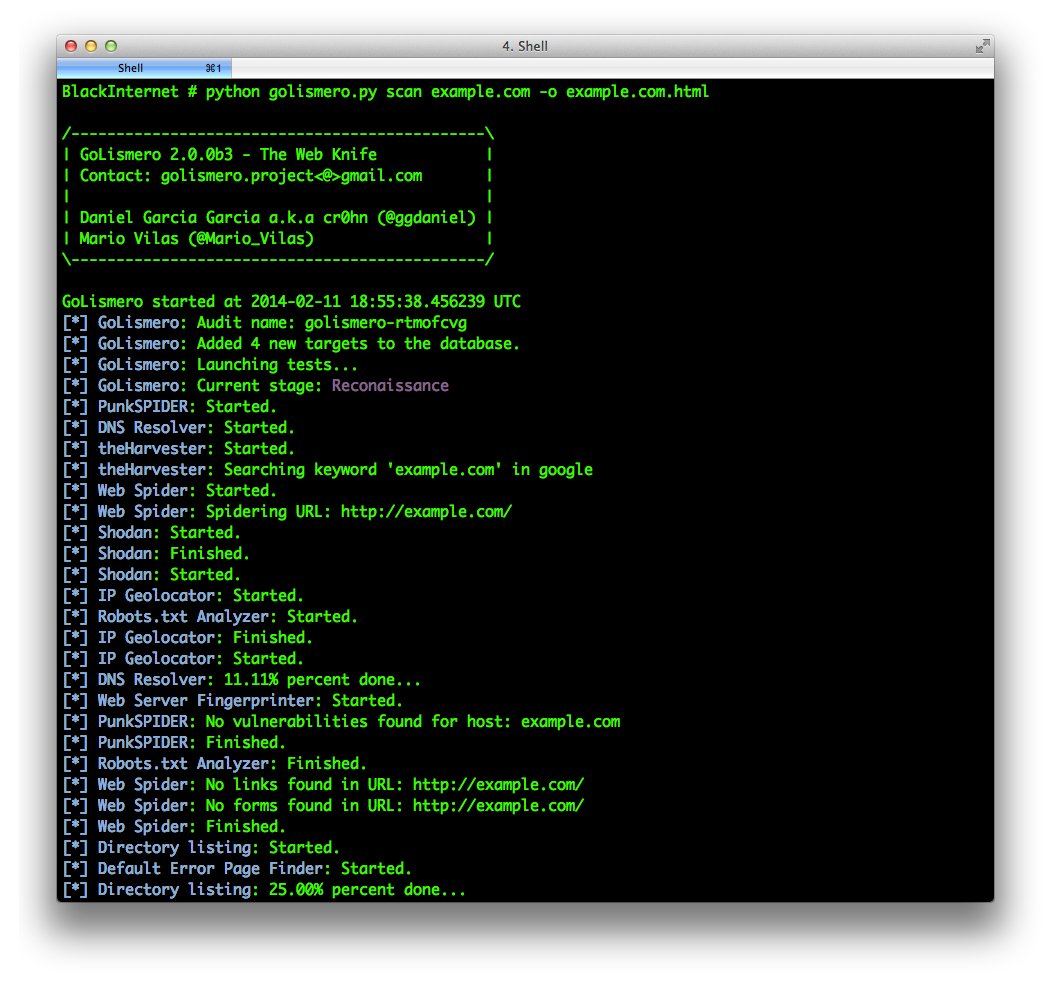 4. Shell
Shell ⌘1
BlackInternet # python golismero.py scan example.com -o example.com.html
/----------------------------------------------\
| GoLismero 2.0.0b3 - The Web Knife            |
| Contact: golismero.project<@>gmail.com       |
|                                              |
| Daniel Garcia Garcia a.k.a cr0hn (@ggdaniel) |
| Mario Vilas (@Mario_Vilas)                   |
\----------------------------------------------/
GoLismero started at 2014-02-11 18:55:38.456239 UTC
[*] GoLismero: Audit name: golismero-rtmofcvg
[*] GoLismero: Added 4 new targets to the database.
[*] GoLismero: Launching tests...
[*] GoLismero: Current stage: Reconaissance
[*] PunkSPIDER: Started.
[*] DNS Resolver: Started.
[*] theHarvester: Started.
[*] theHarvester: Searching keyword 'example.com' in google
[*] Web Spider: Started.
[*] Web Spider: Spidering URL: http://example.com/
[*] Shodan: Started.
[*] Shodan: Finished.
[*] Shodan: Started.
[*] IP Geolocator: Started.
[*] Robots.txt Analyzer: Started.
[*] IP Geolocator: Finished.
[*] IP Geolocator: Started.
[*] DNS Resolver: 11.11% percent done...
[*] Web Server Fingerprinter: Started.
[*] PunkSPIDER: No vulnerabilities found for host: example.com
[*] PunkSPIDER: Finished.
[*] Robots.txt Analyzer: Finished.
[*] Web Spider: No links found in URL: http://example.com/
[*] Web Spider: No forms found in URL: http://example.com/
[*] Web Spider: Finished.
[*] Directory listing: Started.
[*] Default Error Page Finder: Started.
[*] Directory listing: 25.00% percent done...